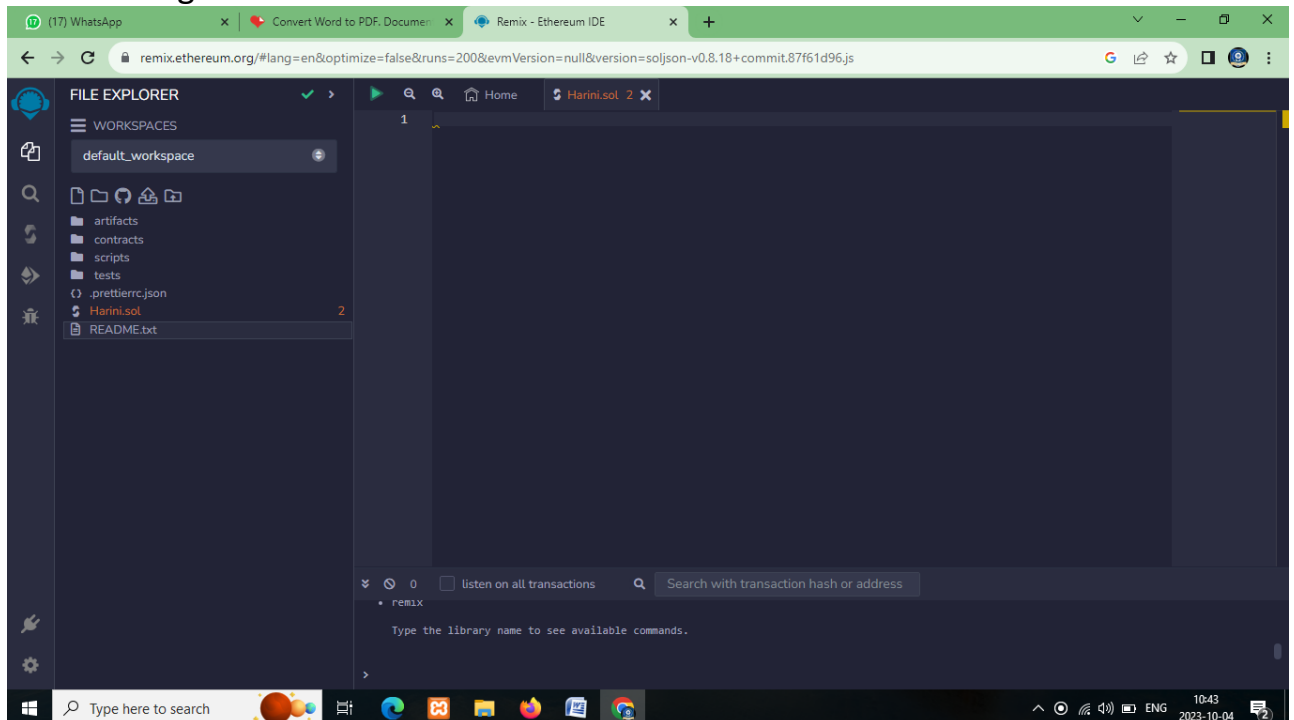 (17) WhatsApp
Convert Word to PDF. Documen
Remix - Ethereum IDE
remix.ethereum.org/#lang=en&optimize=false&runs=200&evmVersion=null&version=soljson-v0.8.18+commit.87f61d96.js
FILE EXPLORER
Home
Harini.sol 2
WORKSPACES
1
default_workspace
artifacts
contracts
scripts
tests
.prettierrc.json
Harini.sol 2
README.txt
0 listen on all transactions Search with transaction hash or address
• remix
Type the library name to see available commands.
>
Type here to search
ENG
10:43
2023-10-04
2